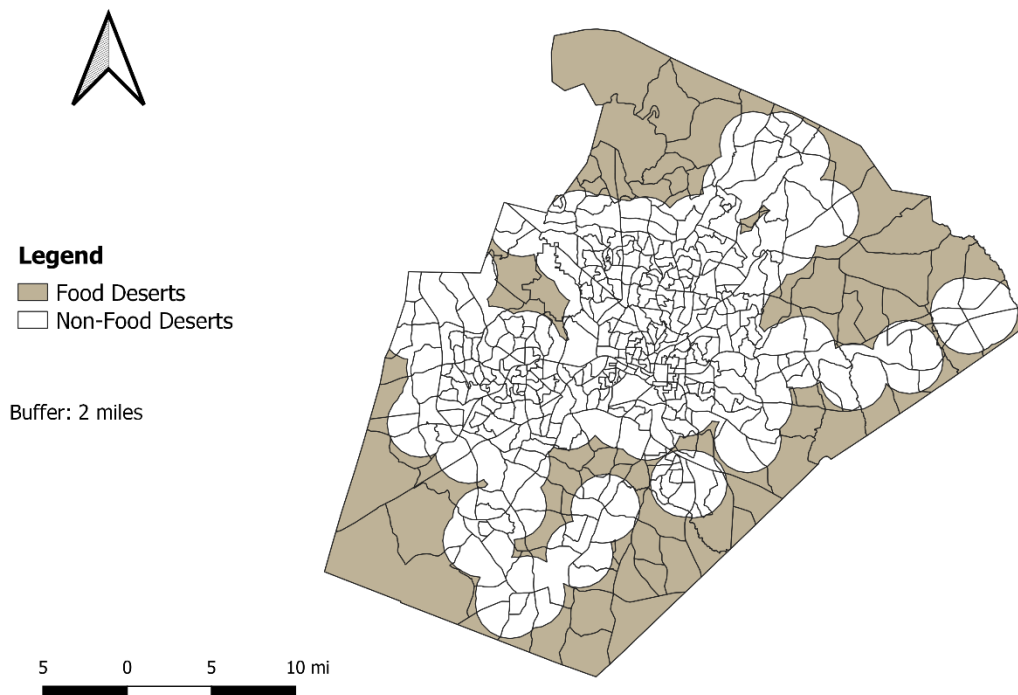 Legend
Food Deserts
Non-Food Deserts
Buffer: 2 miles
5 0 5 10 mi